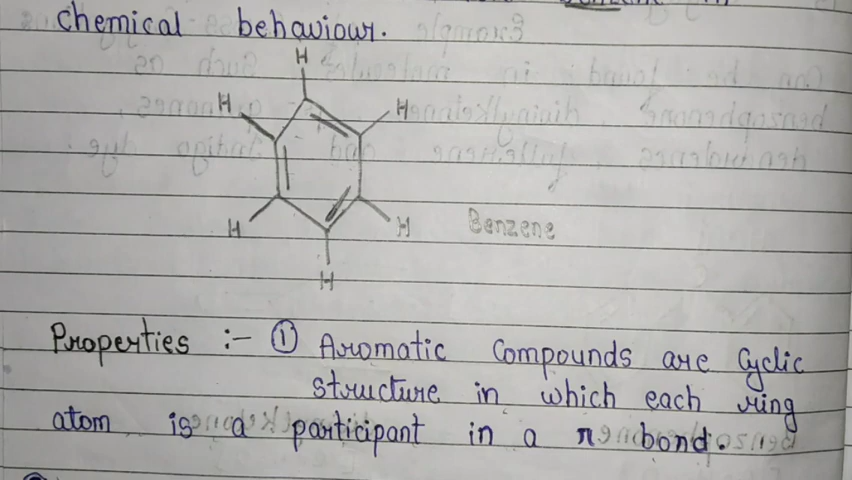 chemical behaviour.
H
H
H
H
H
H
Benzene
Properties :- ① Aromatic Compounds are Cyclic
structure in which each ring
atom is a participant in a π bond.